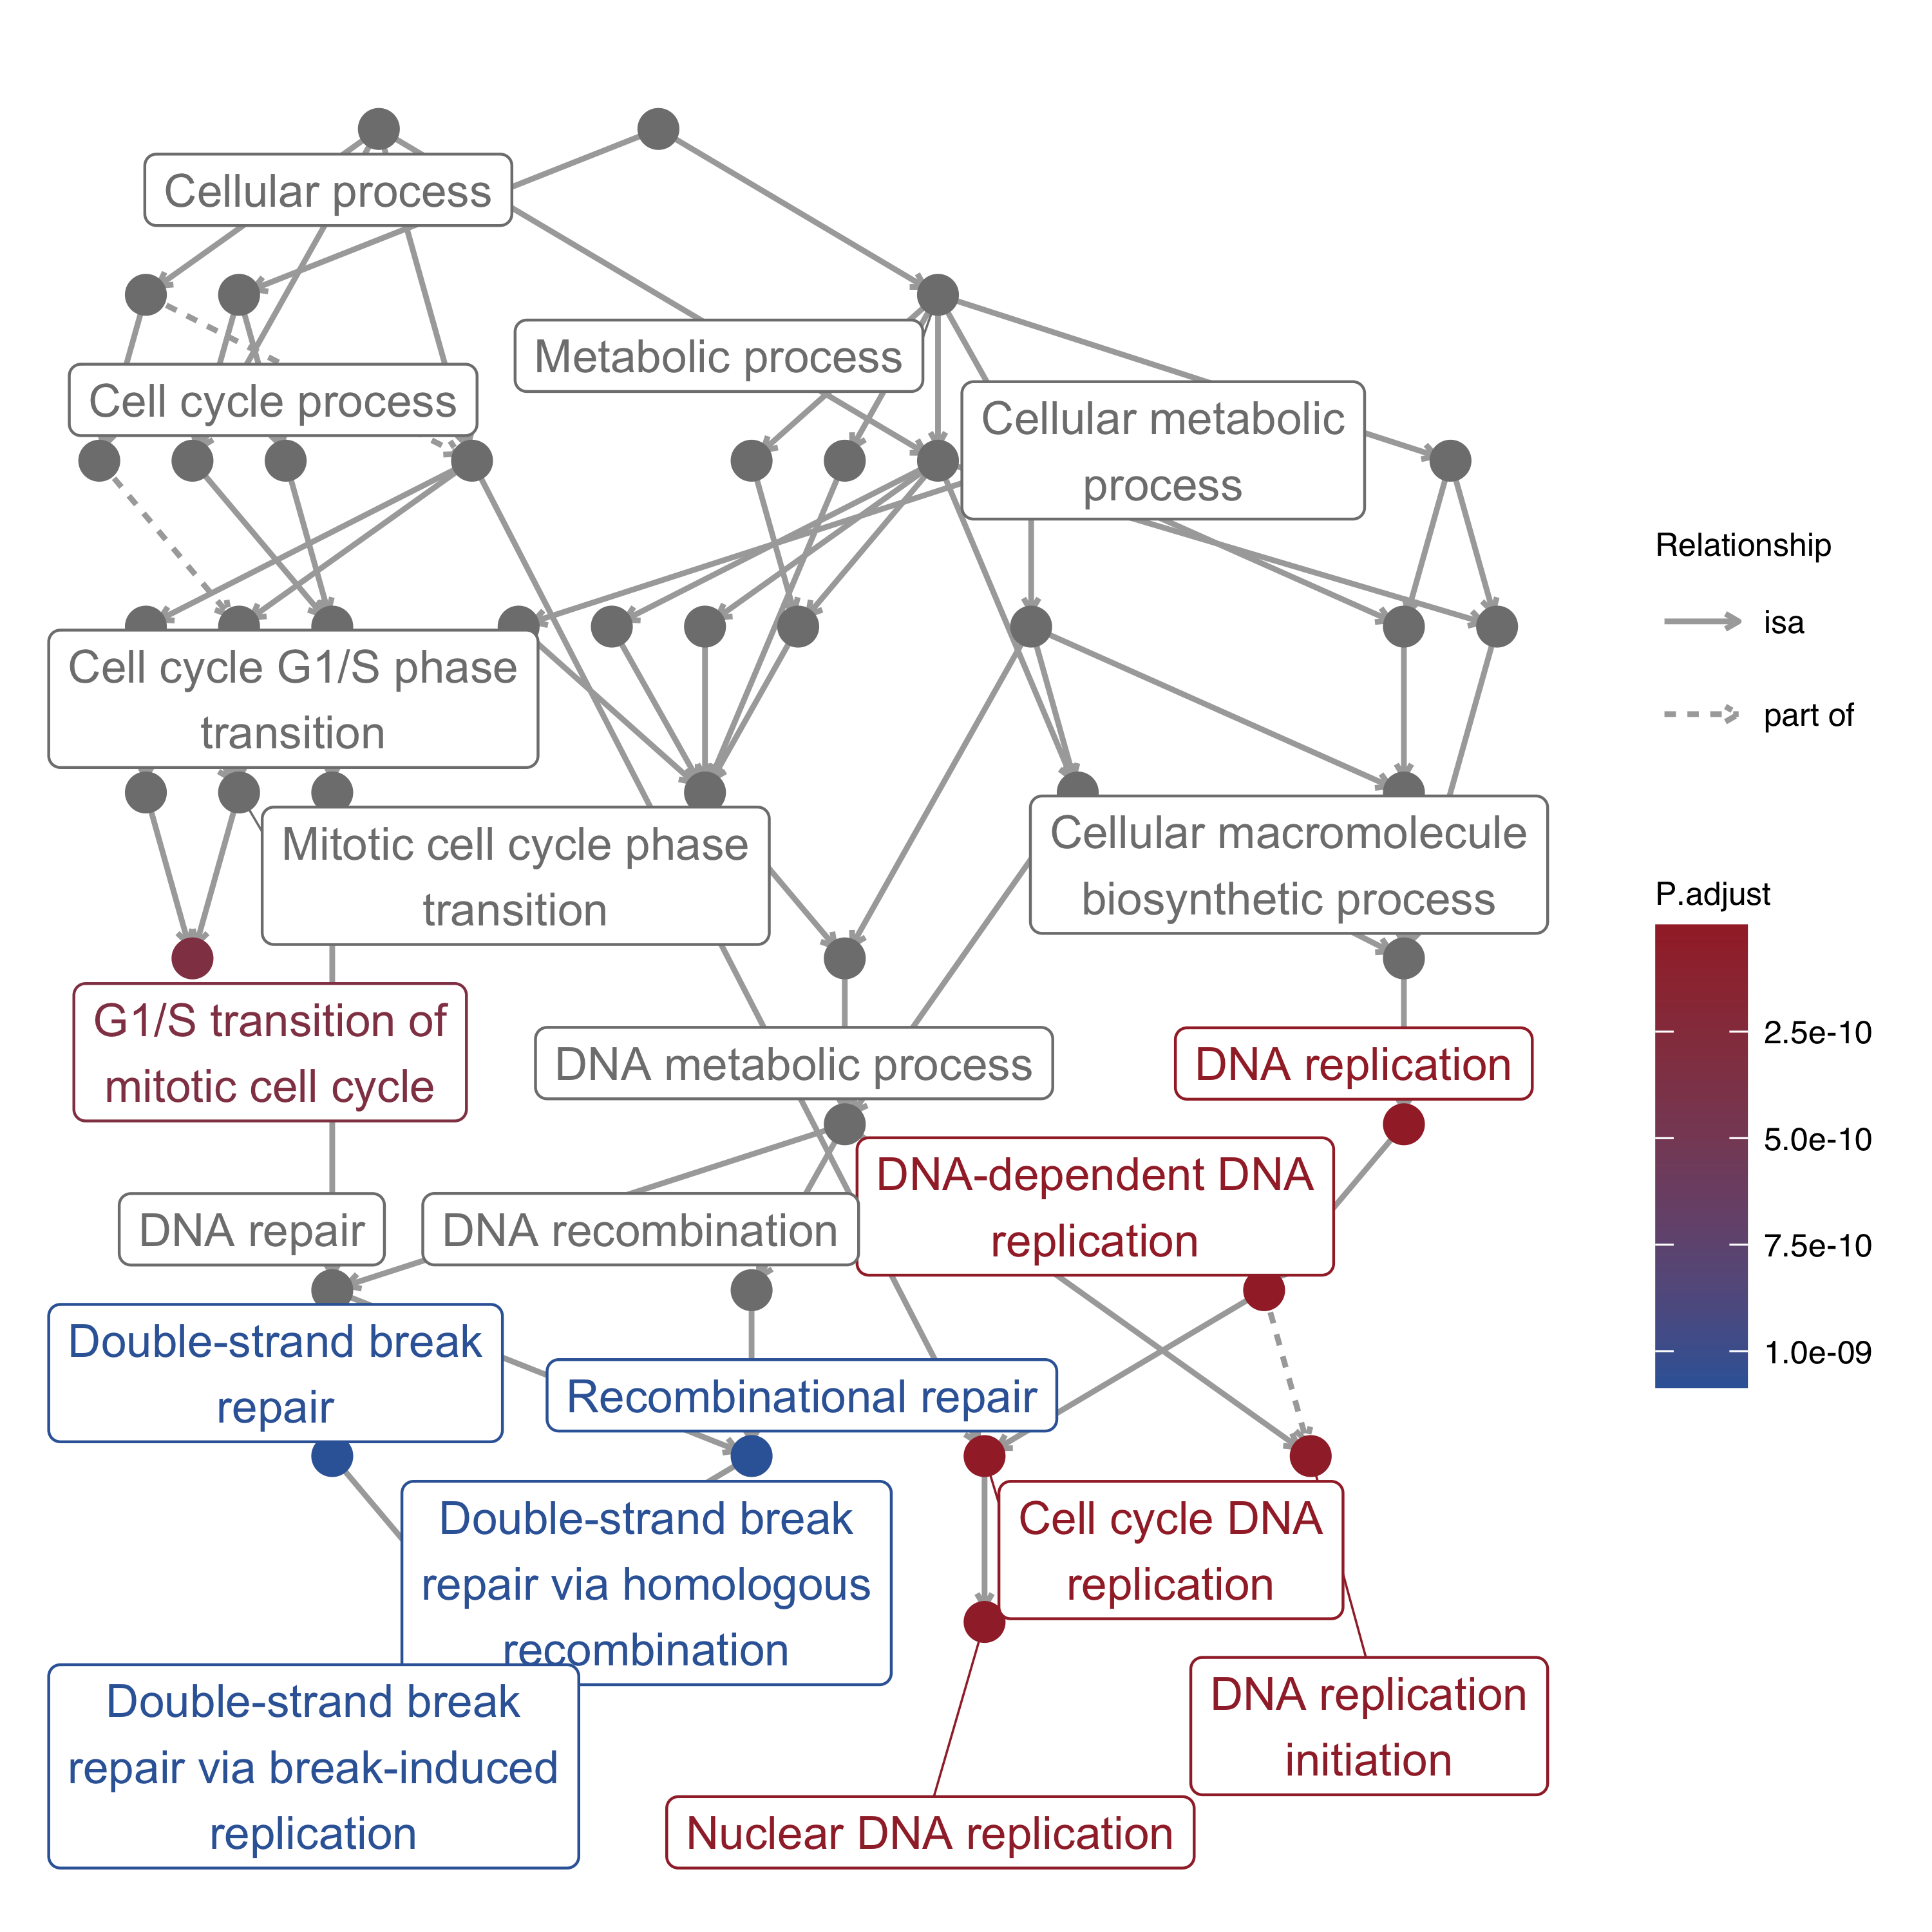 Cellular process
Metabolic process
Cell cycle process
Cellular metabolic
process
Relationship
isa
part of
Cell cycle G1/S phase
transition
Mitotic cell cycle phase
transition
Cellular macromolecule
biosynthetic process
P.adjust
2.5e-10
5.0e-10
7.5e-10
1.0e-09
G1/S transition of
mitotic cell cycle
DNA metabolic process
DNA replication
DNA-dependent DNA
replication
DNA repair
DNA recombination
Double-strand break
repair
Recombinational repair
Double-strand break
repair via homologous
recombination
Cell cycle DNA
replication
Double-strand break
repair via break-induced
replication
DNA replication
initiation
Nuclear DNA replication